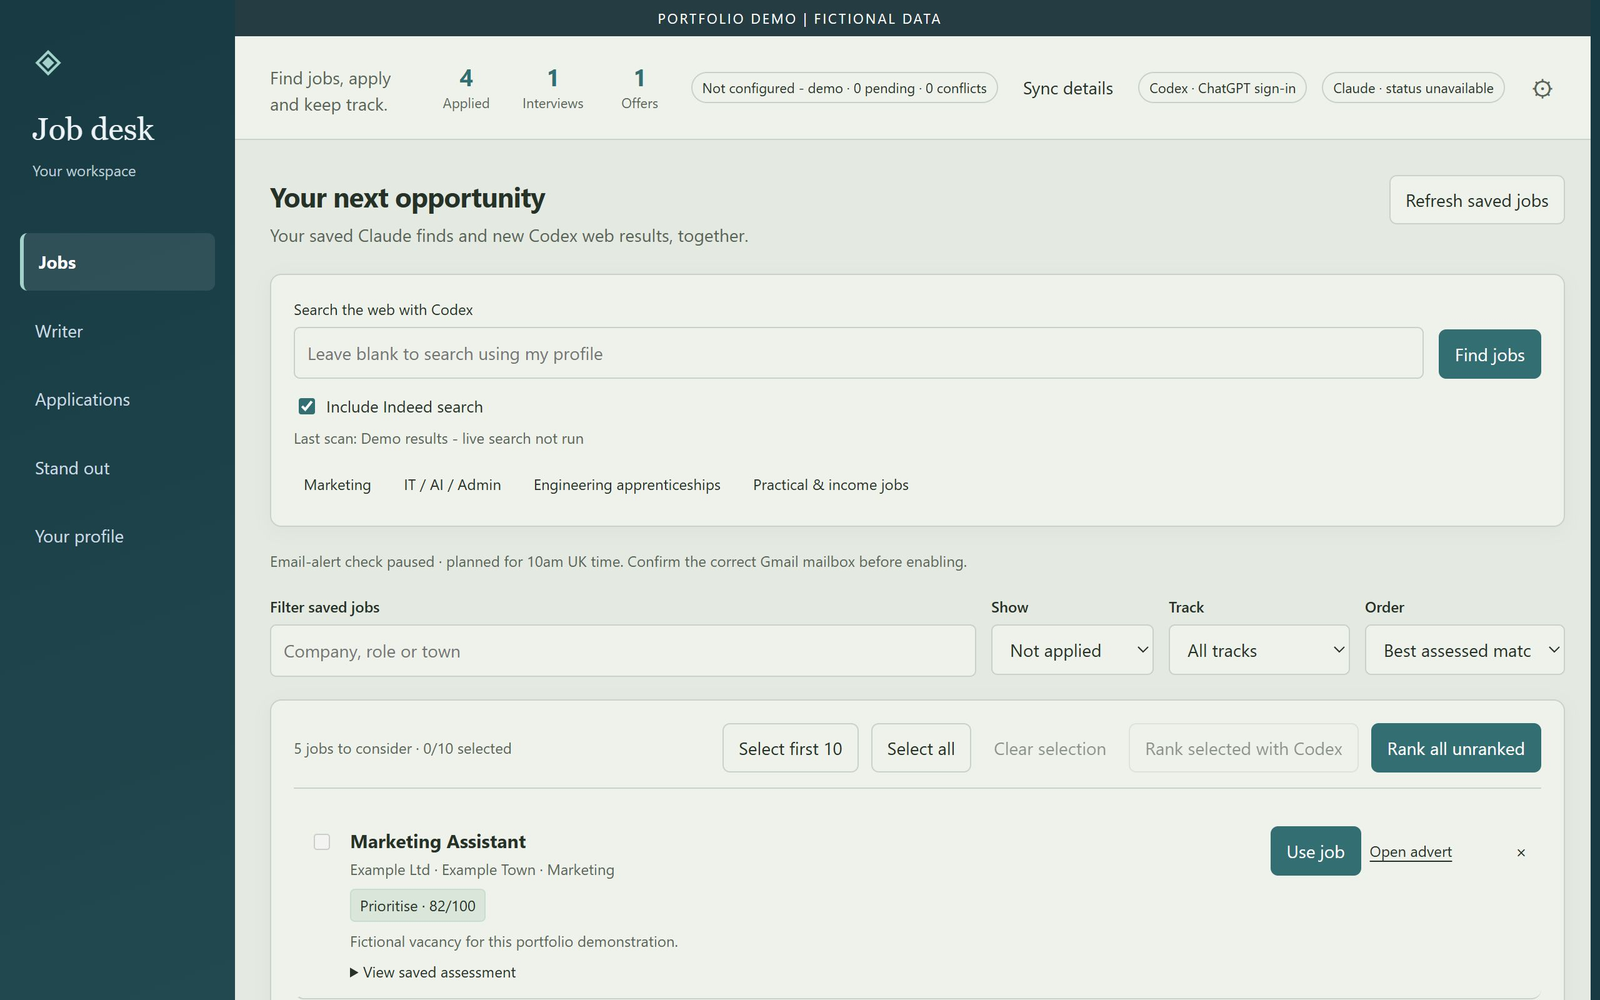 PORTFOLIO DEMO | FICTIONAL DATA
Job desk
Your workspace
Jobs
Writer
Applications
Stand out
Your profile
Find jobs, apply
and keep track.
4
Applied
1
Interviews
1
Offers
Not configured - demo · 0 pending · 0 conflicts
Sync details
Codex · ChatGPT sign-in
Claude · status unavailable
Your next opportunity
Your saved Claude finds and new Codex web results, together.
Refresh saved jobs
Search the web with Codex
Leave blank to search using my profile
Find jobs
Include Indeed search
Last scan: Demo results - live search not run
Marketing
IT / AI / Admin
Engineering apprenticeships
Practical & income jobs
Email-alert check paused · planned for 10am UK time. Confirm the correct Gmail mailbox before enabling.
Filter saved jobs
Company, role or town
Show
Not applied
Track
All tracks
Order
Best assessed matc
5 jobs to consider · 0/10 selected
Select first 10
Select all
Clear selection
Rank selected with Codex
Rank all unranked
Marketing Assistant
Example Ltd · Example Town · Marketing
Prioritise · 82/100
Fictional vacancy for this portfolio demonstration.
▶ View saved assessment
Use job
Open advert
×